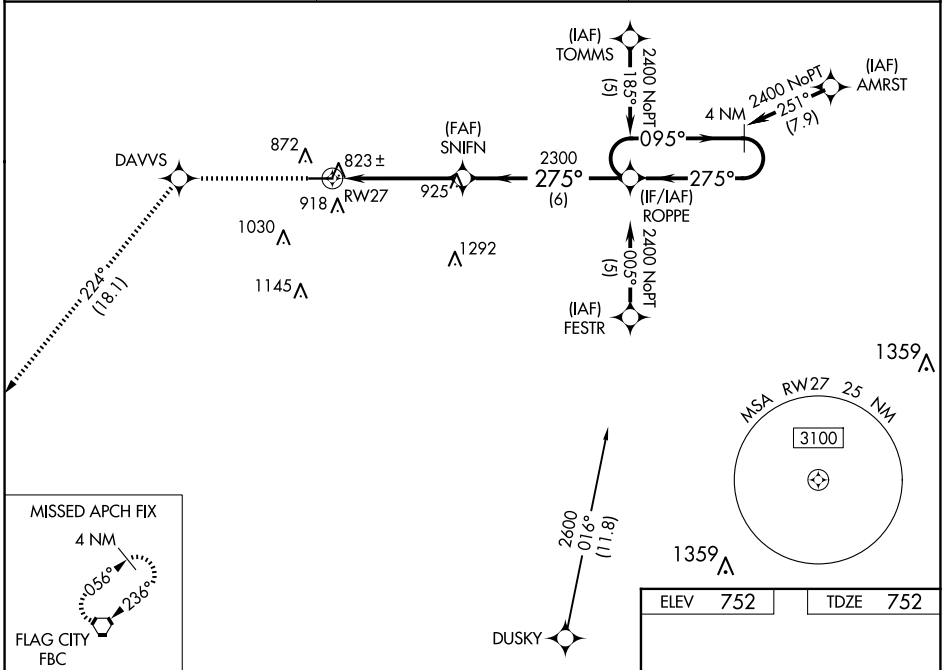 (IAF)
TOMMS
2400 NoPT
185°
(5)
(IAF)
AMRST
2400 NoPT
251°
(7.9)
4 NM
095°
275°
(FAF)
SNIFN
2300
275°
(6)
(IF/IAF)
ROPPE
DAVVS
872
823 ±
918
RW27
925
1030
1292
1145
224°
(18.1)
2400 NoPT
005°
(5)
(IAF)
FESTR
1359
MSA RW27 25 NM
3100
MISSED APCH FIX
4 NM
056°
236°
FLAG CITY
FBC
2600
016°
(11.8)
DUSKY
1359
ELEV 752
TDZE 752